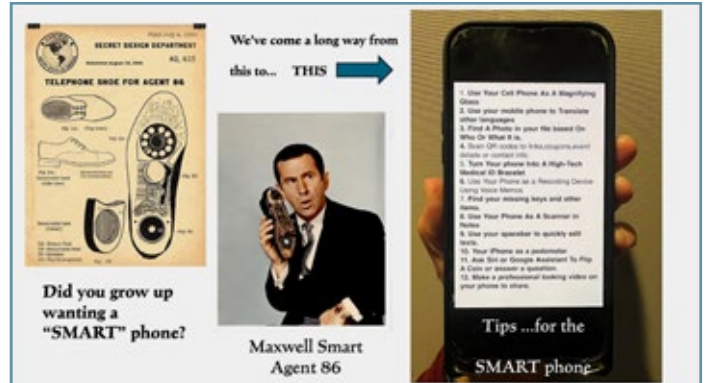 SECRET DESIGN DEPARTMENT
TELEPHONE SHOE FOR AGENT 86
Did you grow up
wanting a
“SMART” phone?
We've come a long way from
this to... THIS
Maxwell Smart
Agent 86
1. Use Your Cell Phone As A Magnifying
Glass
2. Use your mobile phone to Translate
other languages
3. Find A Photo in your file based On
Who Or What it is.
4. Scan QR codes to links,coupons,event
details or contact info.
5. Turn Your phone Into A High-Tech
Medical ID Bracelet
6. Use Your Phone as a Recording Device
Using Voice Memos
7. Find your missing keys and other
items.
8. Use Your Phone As A Scanner in
Notes
9. Use your spacebar to quickly edit
texts.
10. Your iPhone as a pedometer
11. Ask Siri or Google Assistant To Flip
A Coin or answer a question.
12. Make a professional looking video on
your phone to share.
Tips ...for the
SMART phone